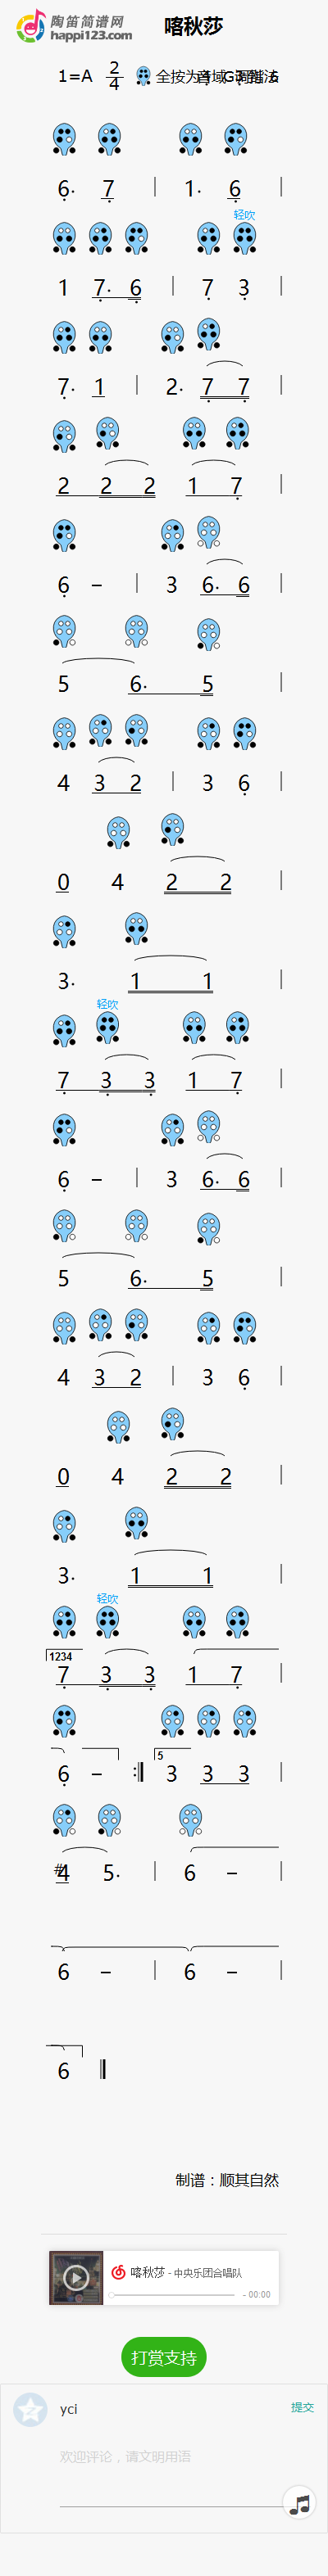 陶笛简谱网
happi123.com
喀秋莎
1=A 2/4 全按为
6· 7 | 1· 6 |
轻吹
1 7· 6 | 7 3 |
7· 1 | 2· 7 7 |
2 2 2 1 7 |
6 – | 3 6· 6 |
5 6· 5 |
4 3 2 | 3 6 |
0 4 2 2 |
3· 1 1 |
轻吹
7 3 3 1 7 |
6 – | 3 6· 6 |
5 6· 5 |
4 3 2 | 3 6 |
0 4 2 2 |
3· 1 1 |
轻吹
1234
7 3 3 1 7 |
5
6 – :| 3 3 3 |
#4 5· | 6 – |
6 – | 6 – |
6 ‖
制谱：顺其自然
喀秋莎 - 中央乐团合唱队
- 00:00
打赏支持
yci 提交
欢迎评论，请文明用语